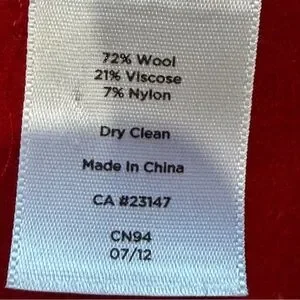 72% Wool
21% Viscose
7% Nylon
Dry Clean
Made In China
CA #23147
CN94
07/12